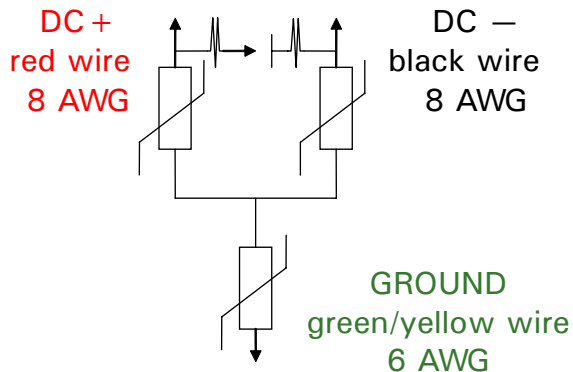 DC+
red wire
8 AWG
DC —
black wire
8 AWG
GROUND
green/yellow wire
6 AWG